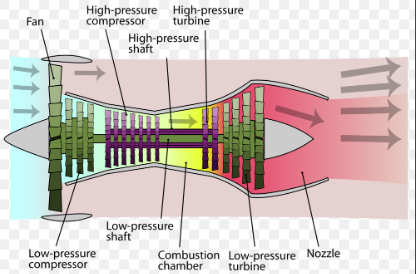 High-pressure
compressor
High-pressure
turbine
Fan
High-pressure
shaft
Low-pressure
shaft
Low-pressure
compressor
Combustion
chamber
Low-pressure
turbine
Nozzle